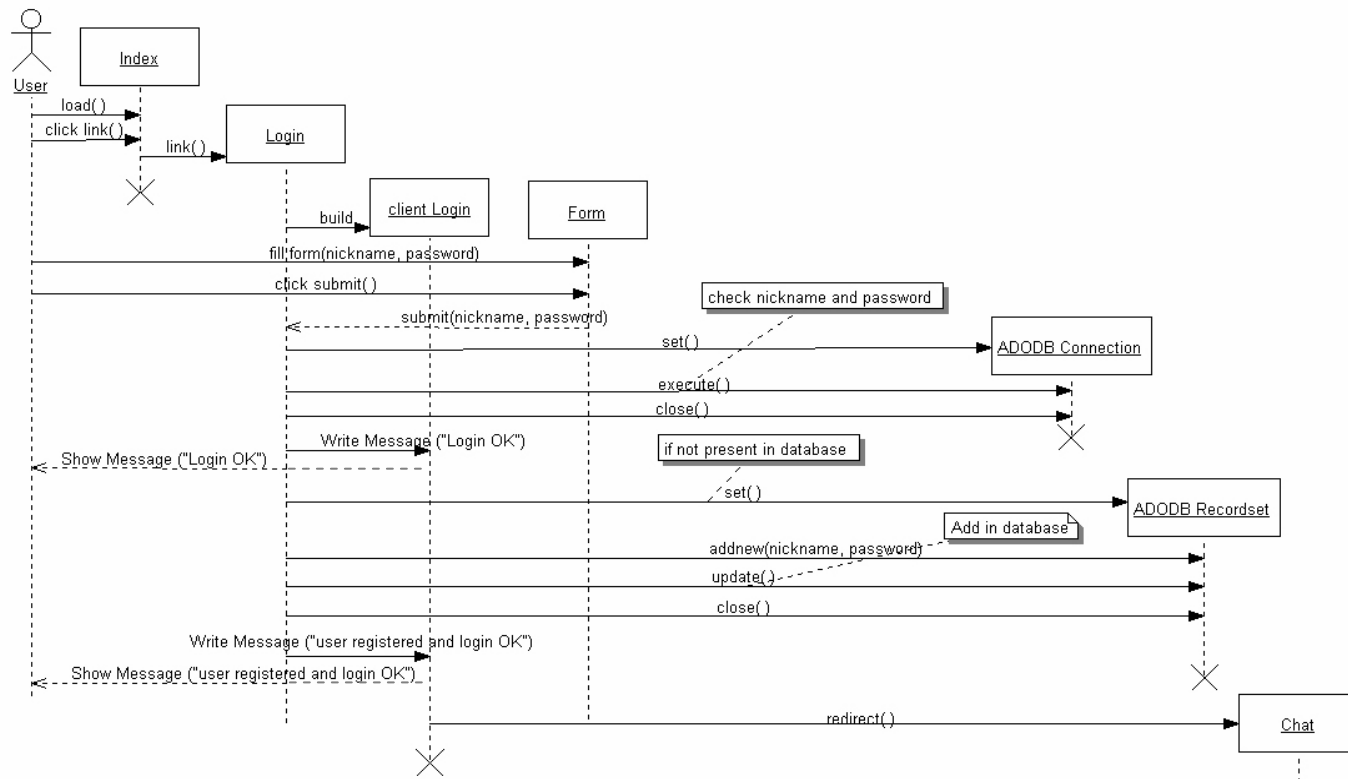 Index
User
load( )
click link( )
Login
link( )
client Login
Form
build
fill form(nickname, password)
click submit( )
check nickname and password
submit(nickname, password)
set( )
ADODB Connection
execute( )
close( )
Write Message ("Login OK")
if not present in database
Show Message ("Login OK")
set( )
ADODB Recordset
Add in database
addnew(nickname, password)
update( )
close( )
Write Message ("user registered and login OK")
Show Message ("user registered and login OK")
redirect( )
Chat